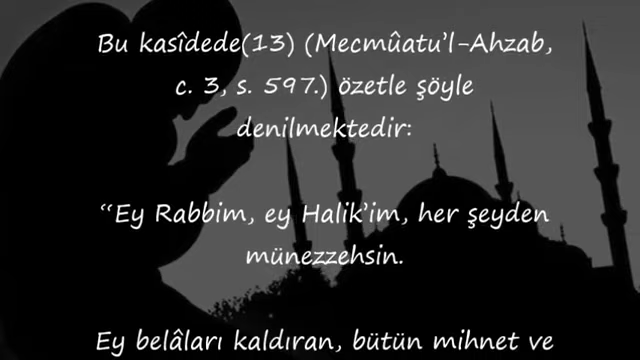 Bu kasîdede(13) (Mecmûatu'l-Ahzab,
c. 3, s. 597.) özetle şöyle
denilmektedir:
“Ey Rabbim, ey Halik'im, her şeyden
münezzehsin.
Ey belâları kaldıran, bütün mihnet ve